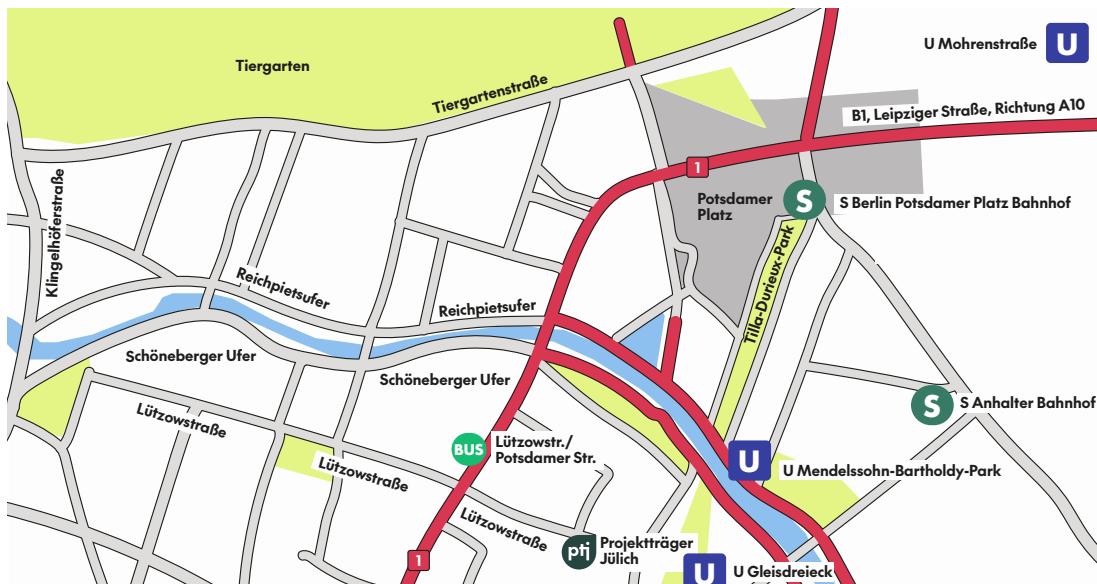 U Mohrenstraße
U
Tiergarten
Tiergartenstraße
B1, Leipziger Straße, Richtung A10
1
Klingelhöferstraße
Potsdamer
Platz
S
S Berlin Potsdamer Platz Bahnhof
Tilla-Durieux-Park
Reichpietsufer
Reichpietsufer
Schöneberger Ufer
Schöneberger Ufer
Lützowstraße
S
S Anhalter Bahnhof
BUS
Lützowstr./
Potsdamer Str.
Lützowstraße
U
U Mendelssohn-Bartholdy-Park
Lützowstraße
ptj
Projektträger
Jülich
1
U
U Gleisdreieck